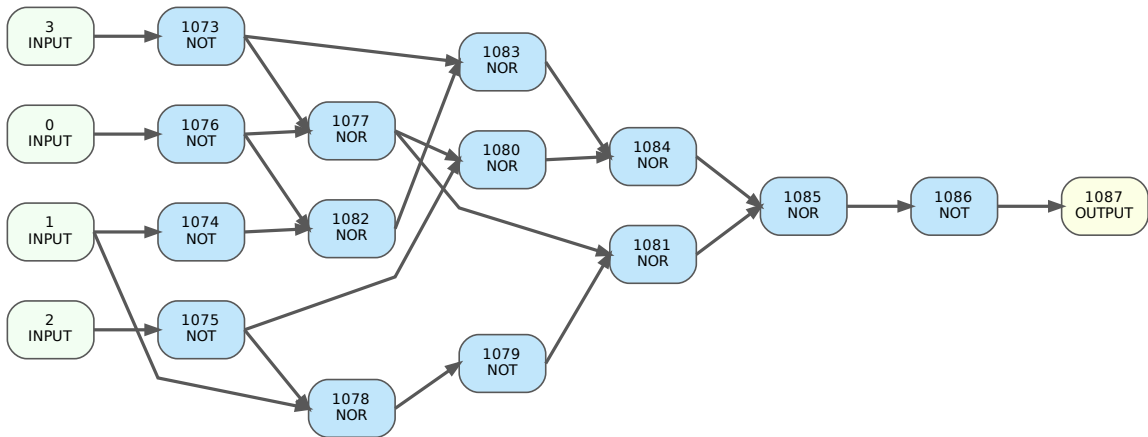 3
INPUT
1073
NOT
0
INPUT
1076
NOT
1
INPUT
1074
NOT
2
INPUT
1075
NOT
1077
NOR
1082
NOR
1078
NOR
1083
NOR
1080
NOR
1079
NOT
1084
NOR
1081
NOR
1085
NOR
1086
NOT
1087
OUTPUT